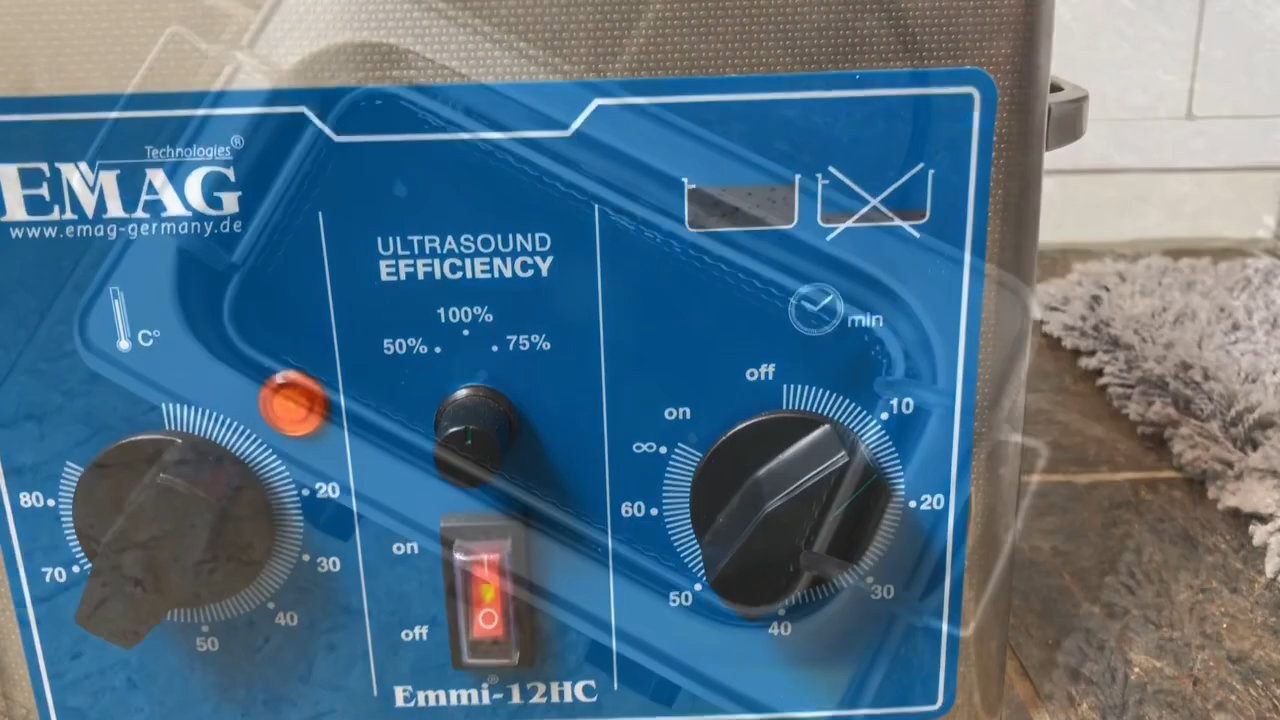 Technologies®
EMAG
www.emag-germany.de
ULTRASOUND
EFFICIENCY
100%
50%
75%
C°
min
off
on
10
∞
80
20
60
20
70
30
on
50
30
40
off
50
40
I
O
Emmi®-12HC